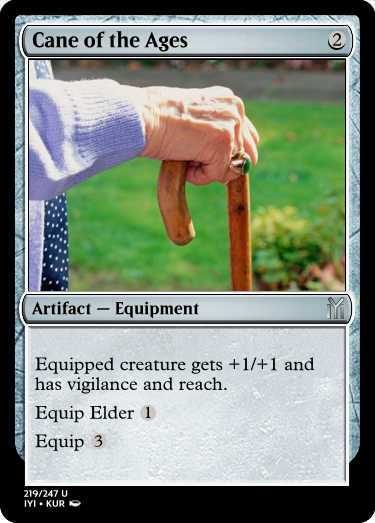 Cane of the Ages 2
Artifact — Equipment
Equipped creature gets +1/+1 and
has vigilance and reach.
Equip Elder 1
Equip 3
219/247 U
IYI • KUR